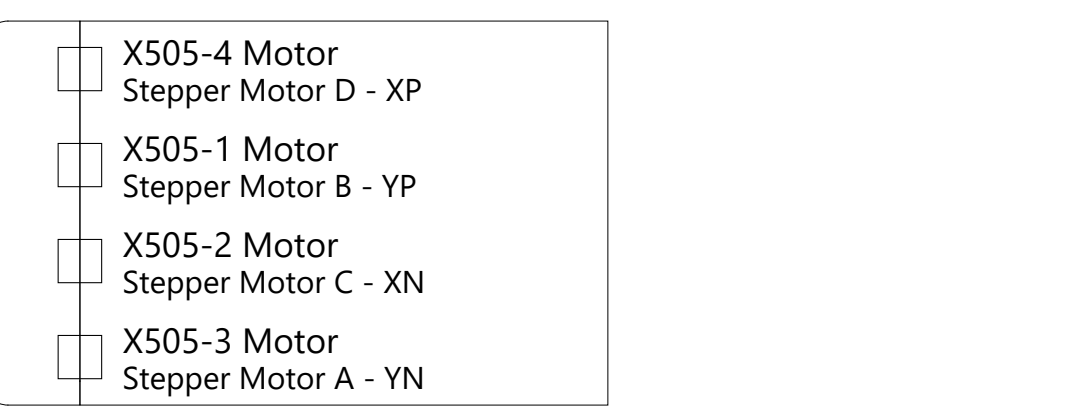 X505-4 Motor
Stepper Motor D - XP
X505-1 Motor
Stepper Motor B - YP
X505-2 Motor
Stepper Motor C - XN
X505-3 Motor
Stepper Motor A - YN